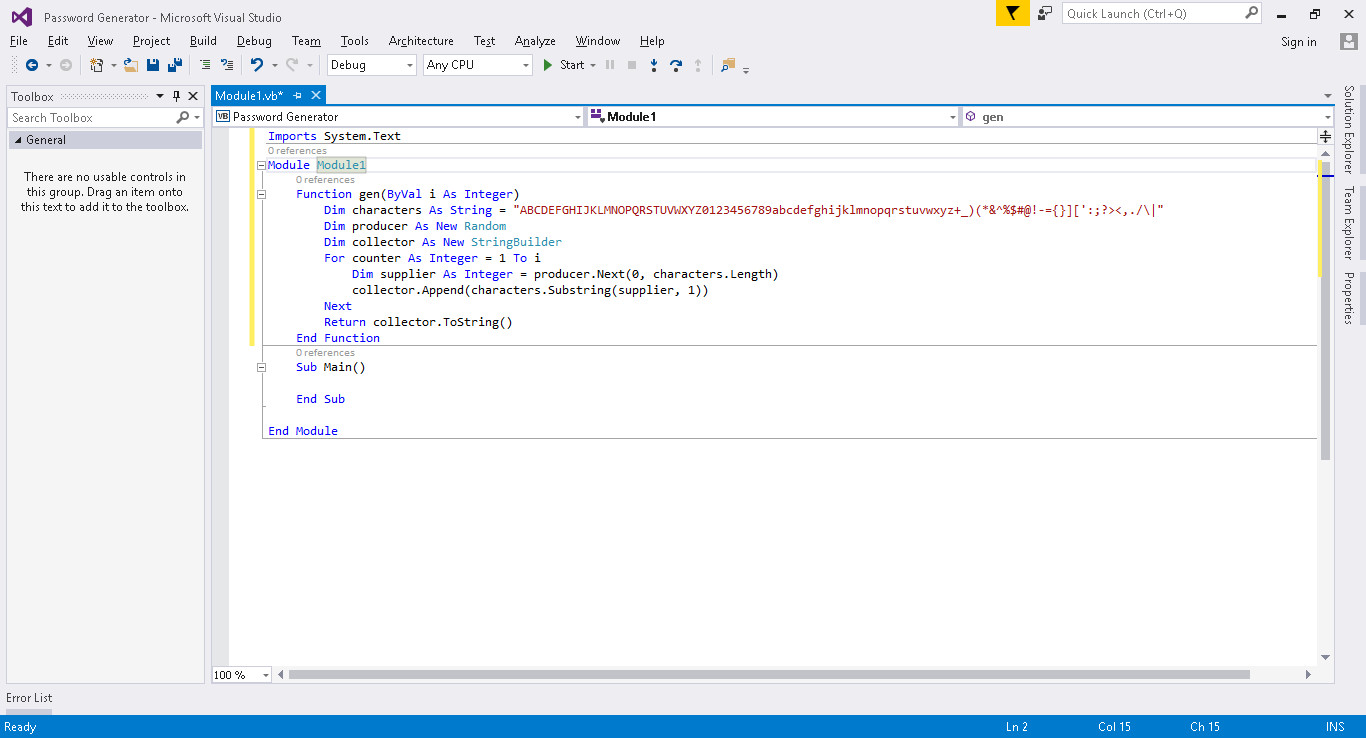 Password Generator - Microsoft Visual Studio
Quick Launch (Ctrl+Q)
File Edit View Project Build Debug Team Tools Architecture Test Analyze Window Help
Sign in
Debug Any CPU Start
Toolbox
Module1.vb*
Search Toolbox
VB Password Generator Module1 gen
General
There are no usable controls in
this group. Drag an item onto
this text to add it to the toolbox.
Imports System.Text
0 references
Module Module1
0 references
Function gen(ByVal i As Integer)
Dim characters As String = "ABCDEFGHIJKLMNOPQRSTUVWXYZ0123456789abcdefghijklmnopqrstuvwxyz+_)(*&^%$#@!-={}][':;?><,./\|"
Dim producer As New Random
Dim collector As New StringBuilder
For counter As Integer = 1 To i
Dim supplier As Integer = producer.Next(0, characters.Length)
collector.Append(characters.Substring(supplier, 1))
Next
Return collector.ToString()
End Function
0 references
Sub Main()
End Sub
End Module
Solution Explorer
Team Explorer
Properties
100 %
Error List
Ready Ln 2 Col 15 Ch 15 INS